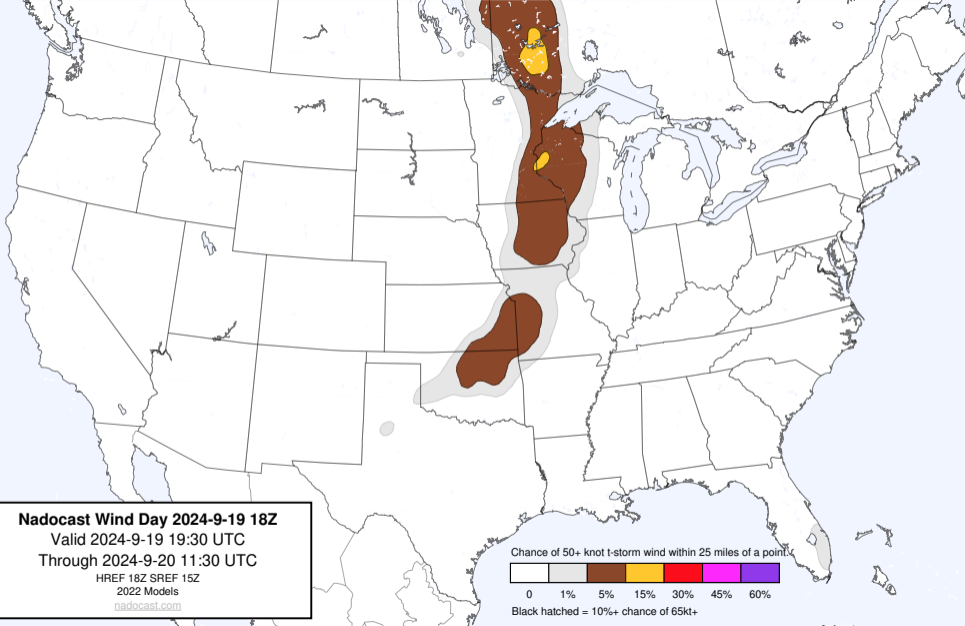 Nadocast Wind Day 2024-9-19 18Z
Valid 2024-9-19 19:30 UTC
Through 2024-9-20 11:30 UTC
HREF 18Z SREF 15Z
2022 Models
nadocast.com
Chance of 50+ knot t-storm wind within 25 miles of a point.
0 1% 5% 15% 30% 45% 60%
Black hatched = 10%+ chance of 65kt+